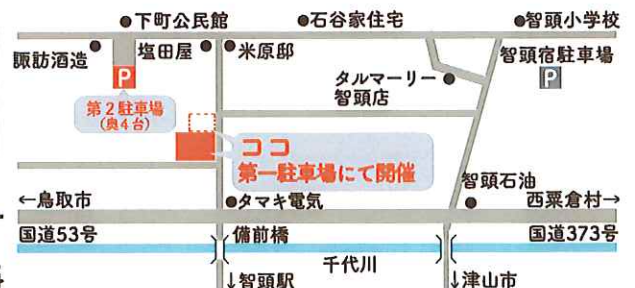 ●下町公民館
●石谷家住宅
●智頭小学校
諏訪酒造●
塩田屋●
●米原邸
智頭宿駐車場
P
P
タルマーリー●
智頭店
第2駐車場
(奥4台)
ココ
第一駐車場にて開催
智頭石油
←鳥取市
●タマキ電気
西粟倉村→
国道53号
備前橋
国道373号
千代川
↓智頭駅
↓津山市